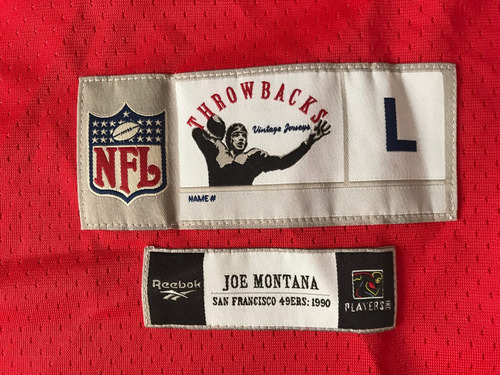 THROWBACKS
Vintage Jerseys
NFL
L
NAME#
Reebok
JOE MONTANA
SAN FRANCISCO 49ERS: 1990
PLAYERS